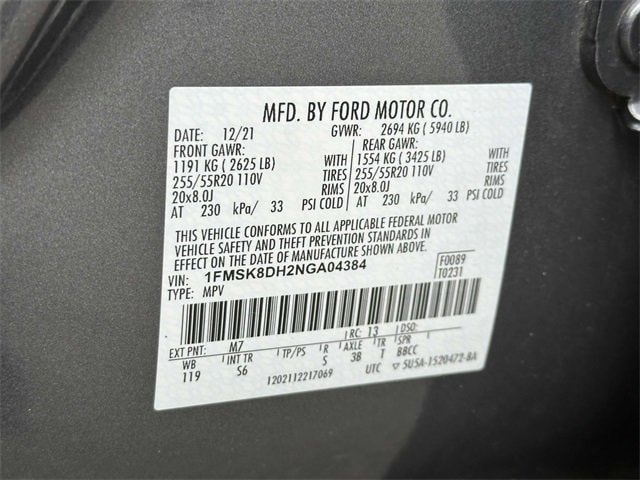 MFD. BY FORD MOTOR CO.
DATE: 12/21 GVWR: 2694 KG ( 5940 LB)
FRONT GAWR: REAR GAWR:
1191 KG ( 2625 LB) WITH 1554 KG ( 3425 LB) WITH
255/55R20 110V TIRES 255/55R20 110V TIRES
20x8.0J RIMS 20x8.0J RIMS
AT 230 kPa/ 33 PSI COLD AT 230 kPa/ 33 PSI COLD
THIS VEHICLE CONFORMS TO ALL APPLICABLE FEDERAL MOTOR
VEHICLE SAFETY AND THEFT PREVENTION STANDARDS IN
EFFECT ON THE DATE OF MANUFACTURE SHOWN ABOVE.
VIN: 1FMSK8DH2NGA04384 F0089
TYPE: MPV T0231
EXT PNT: M7 RC: 13 DSO:
WB INT TR TP/PS R AXLE TR SPR
119 S6 S 3B T BBCC
1202112217069 UTC 5U5A-1520472-BA